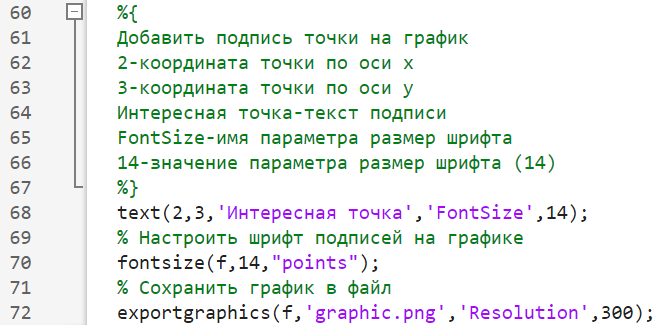 60 %{
61 Добавить подпись точки на график
62 2-координата точки по оси x
63 3-координата точки по оси y
64 Интересная точка-текст подписи
65 FontSize-имя параметра размер шрифта
66 14-значение параметра размер шрифта (14)
67 %}
68 text(2,3,'Интересная точка','FontSize',14);
69 % Настроить шрифт подписей на графике
70 fontsize(f,14,"points");
71 % Сохранить график в файл
72 exportgraphics(f,'graphic.png','Resolution',300);